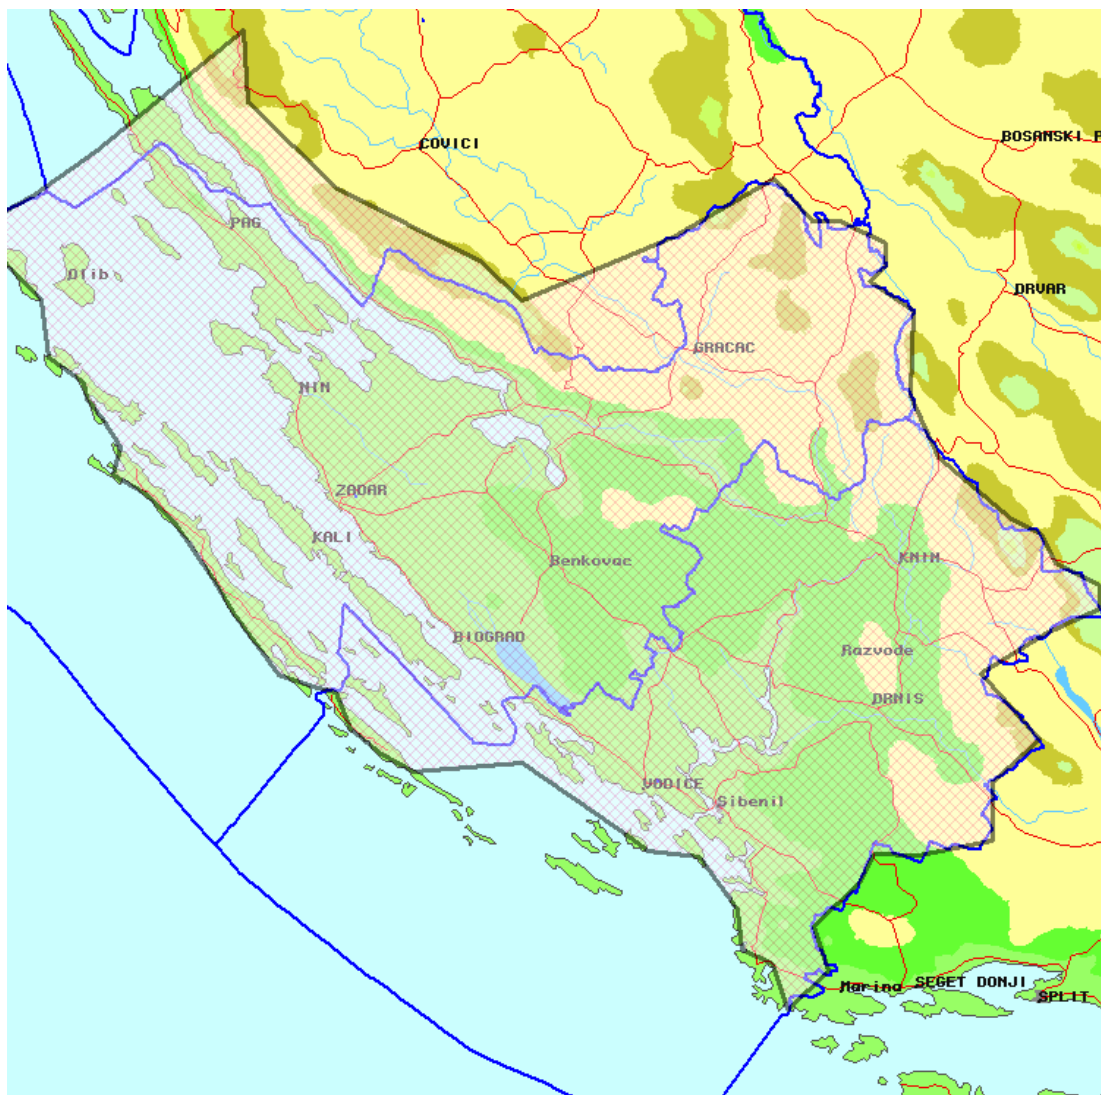 COVICI
BOSANSKI P
PAG
Olib
DRVAR
GRACAC
NIN
ZADAR
KALI
Benkovac
KNIN
BIOGRAD
Razvode
DRNIS
VODICE
Sibenil
Marina
SEGET DONJI
SPLIT